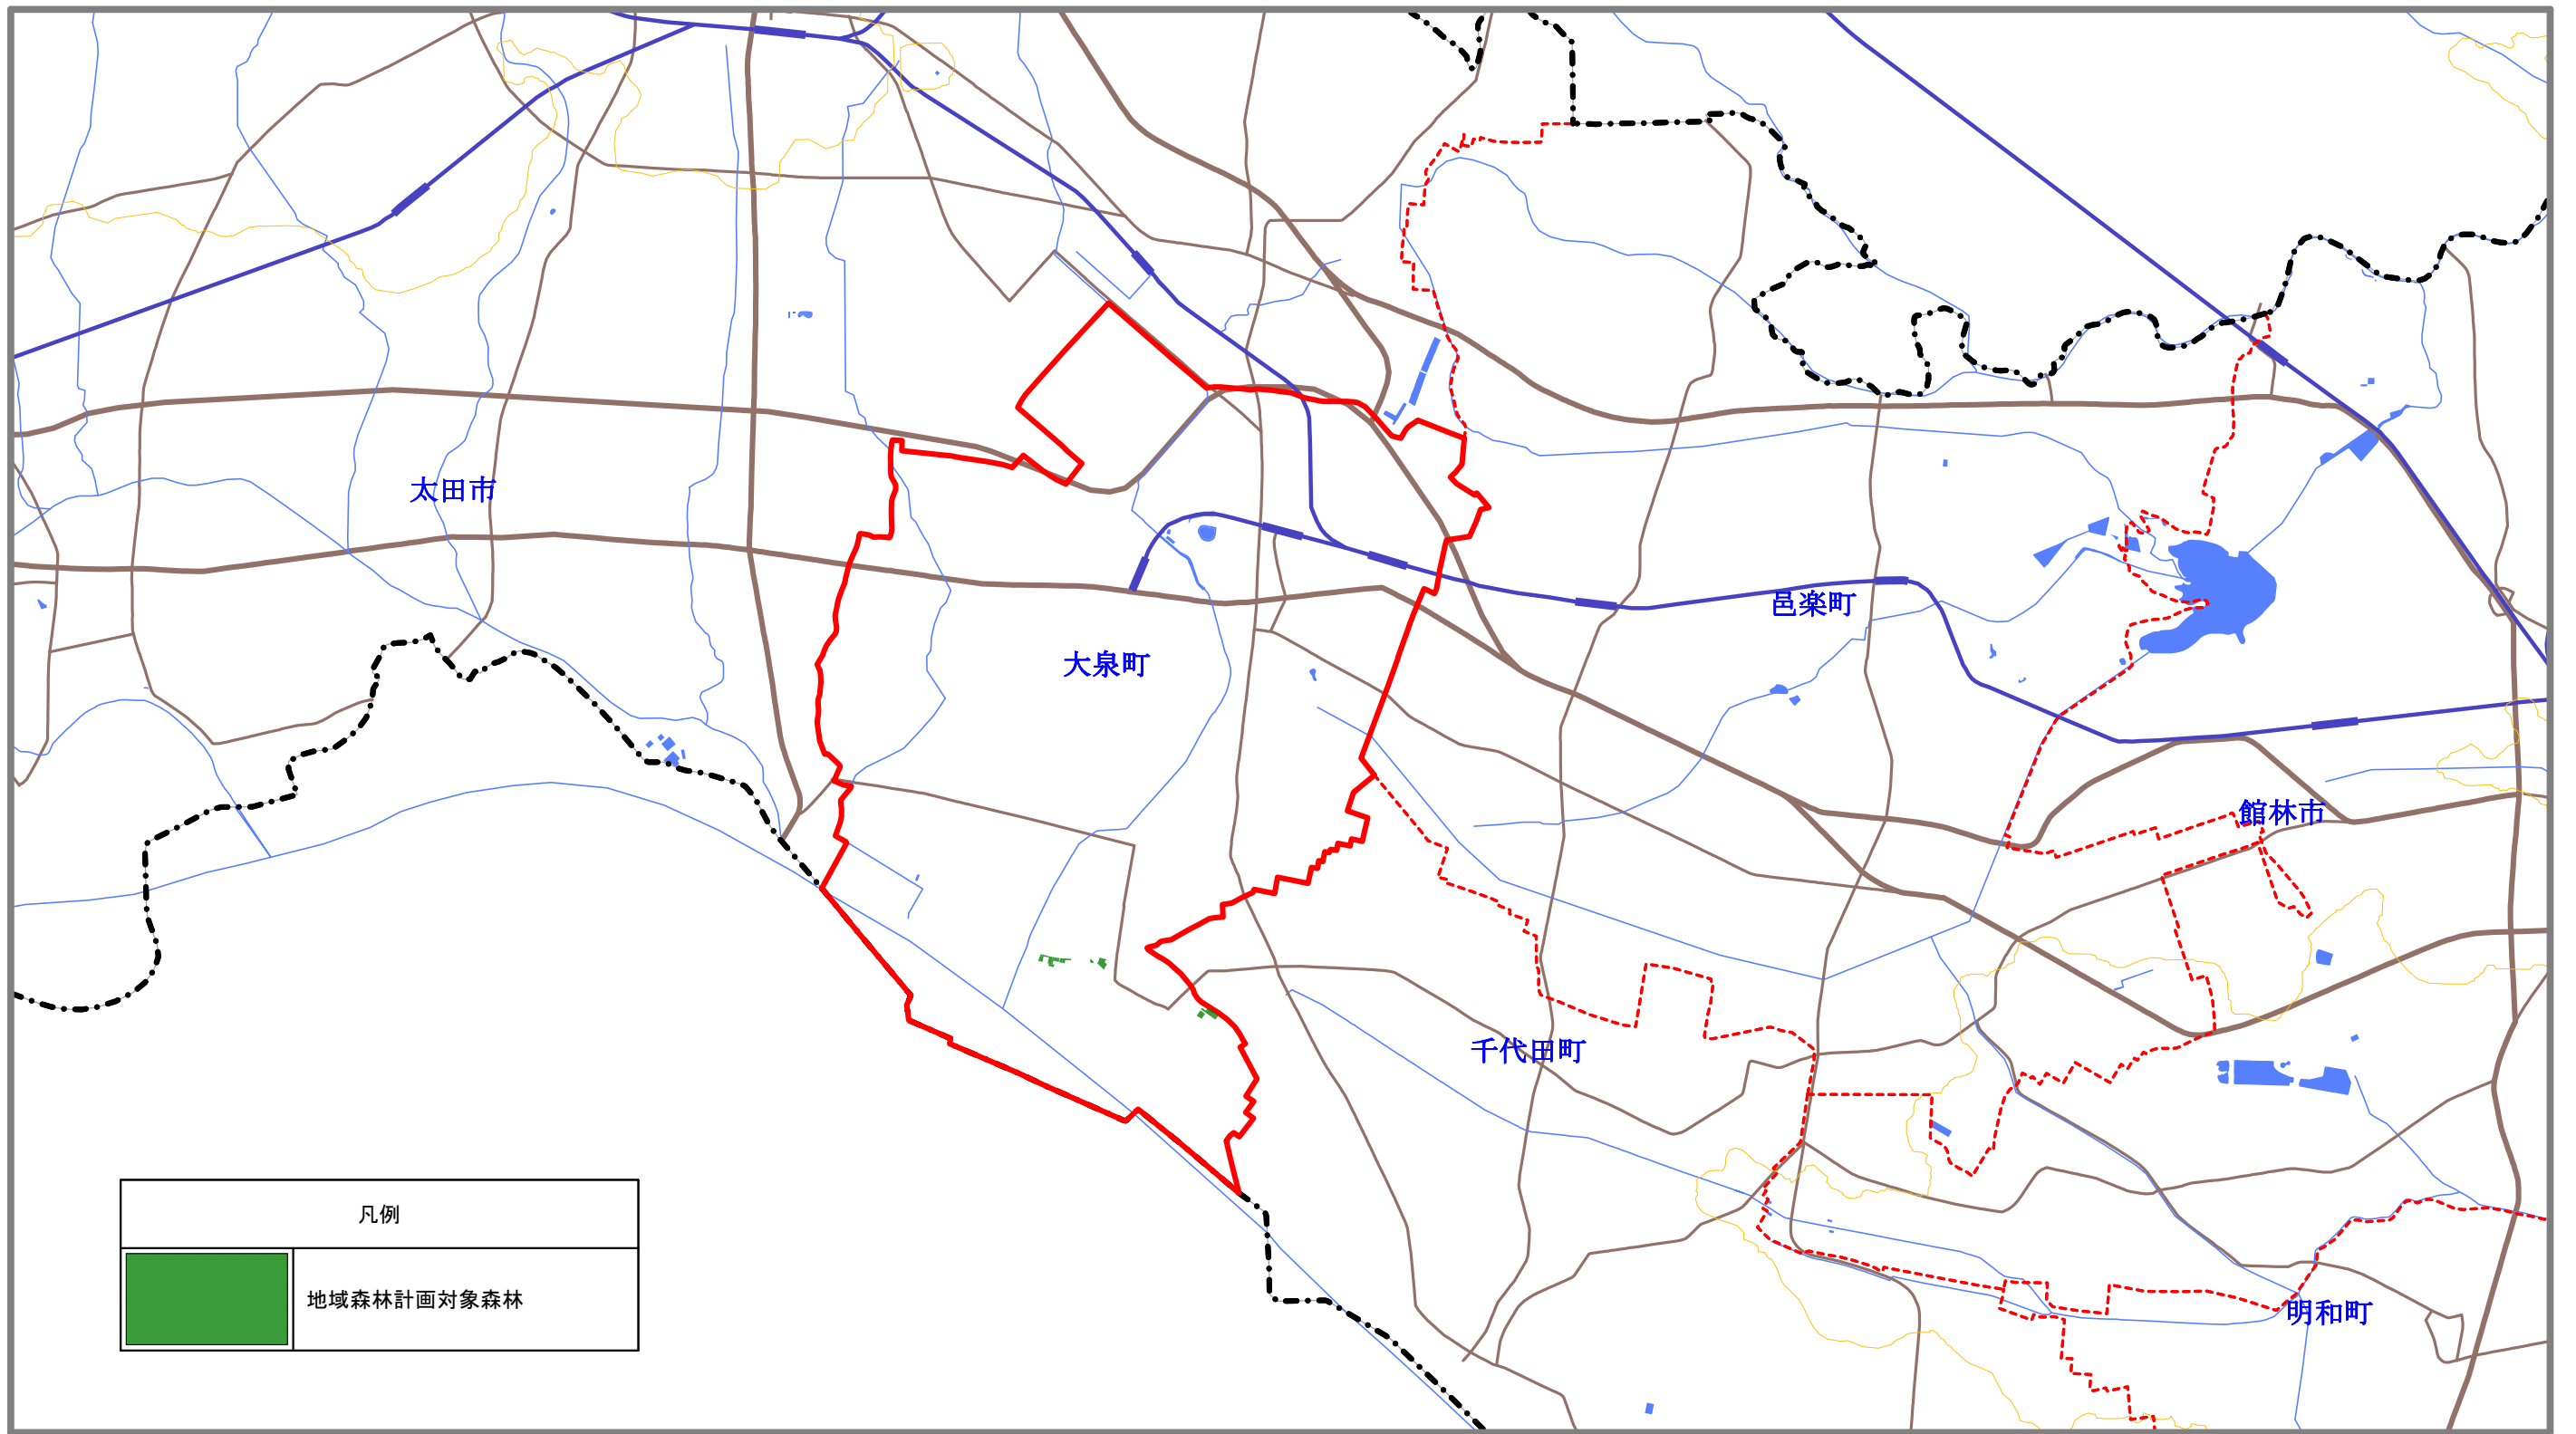 太田市
大泉町
邑楽町
館林市
千代田町
明和町
凡例
地域森林計画対象森林